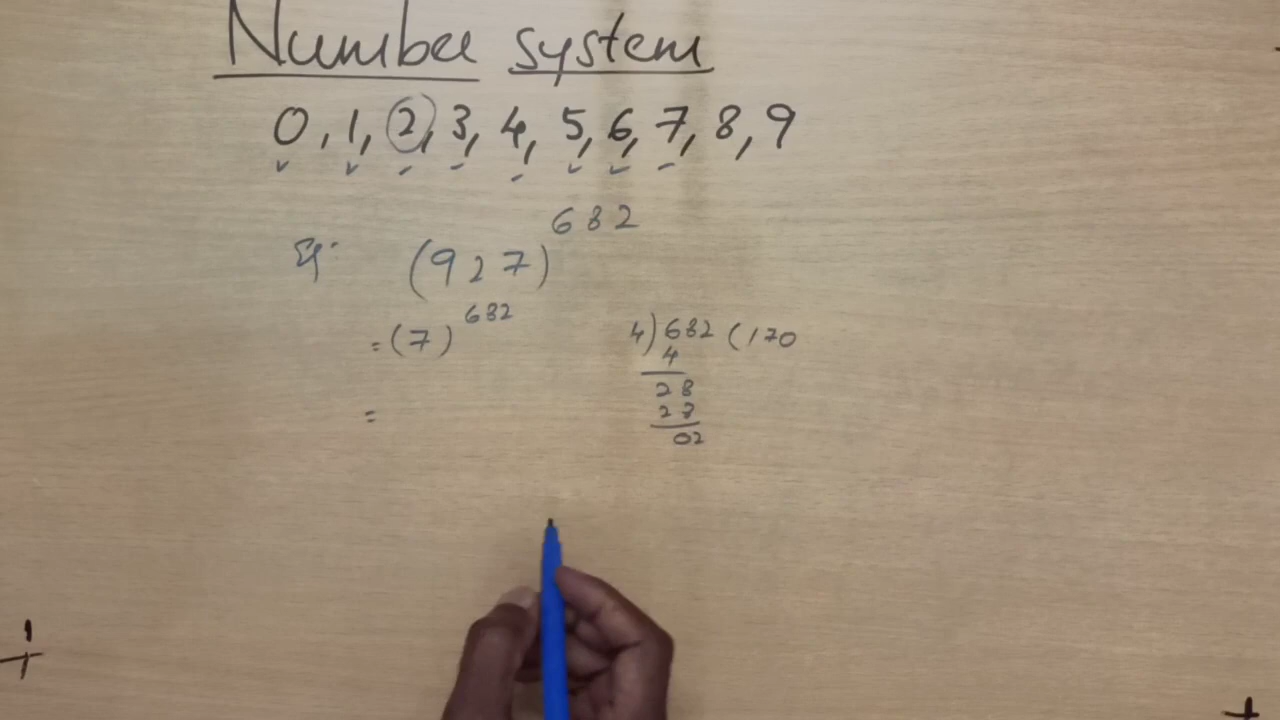 Number system
0, 1, 2, 3, 4, 5, 6, 7, 8, 9
Eg: (927)^682
= (7)^682
4)682(170
4
28
28
02
=